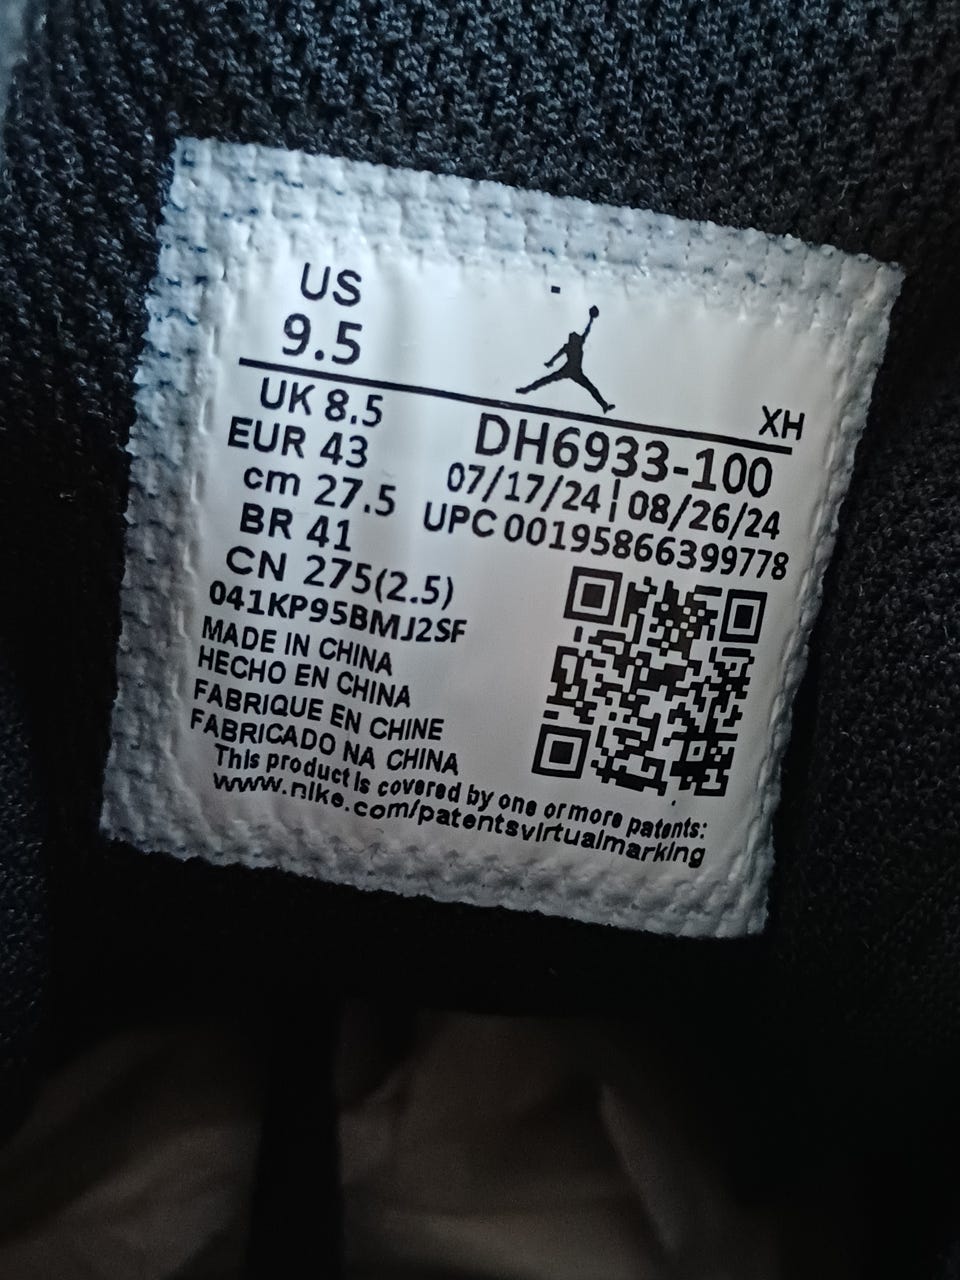 US
9.5
XH
UK 8.5
EUR 43
cm 27.5
BR 41
CN 275(2.5)
041KP95BMJ2SF
MADE IN CHINA
HECHO EN CHINA
FABRIQUE EN CHINE
FABRICADO NA CHINA
DH6933-100
07/17/24 | 08/26/24
UPC 00195866399778
This product is covered by one or more patents:
www.nike.com/patentsvirtualmarking